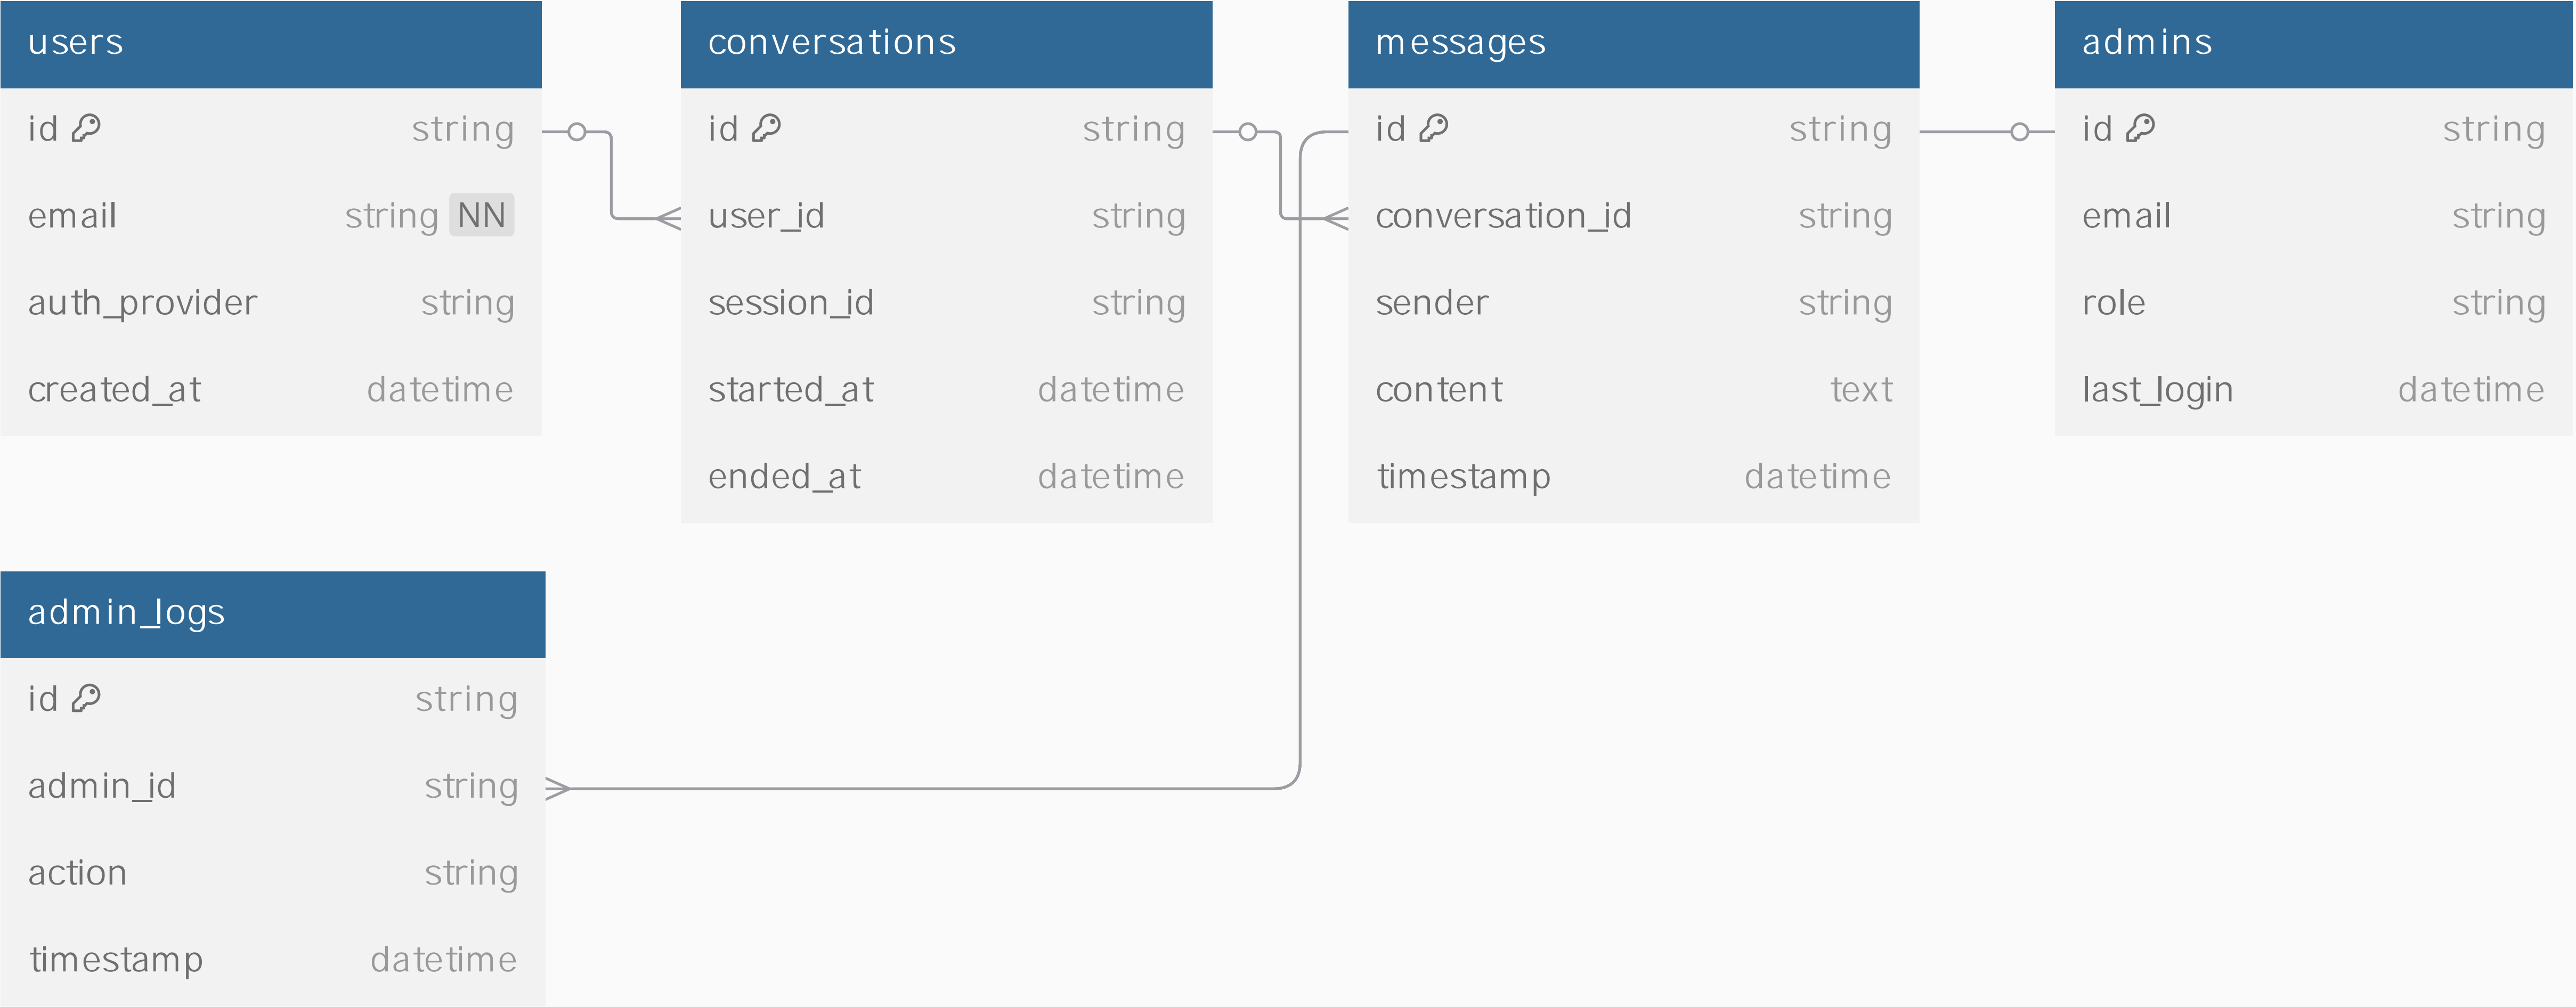 users
id string
email string NN
auth_provider string
created_at datetime
conversations
id string
user_id string
session_id string
started_at datetime
ended_at datetime
messages
id string
conversation_id string
sender string
content text
timestamp datetime
admins
id string
email string
role string
last_login datetime
admin_logs
id string
admin_id string
action string
timestamp datetime